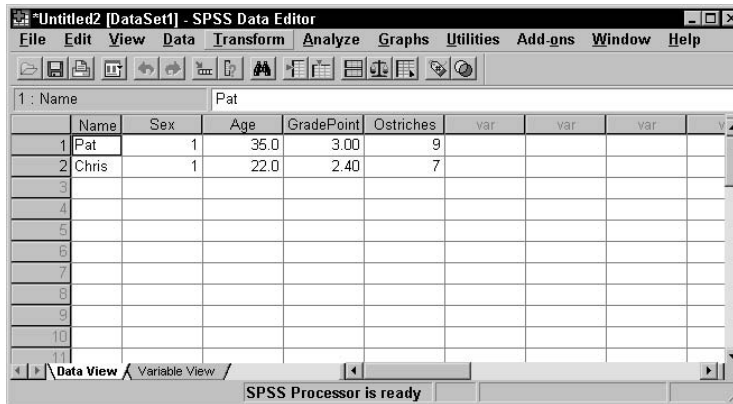 *Untitled2 [DataSet1] - SPSS Data Editor
File Edit View Data Transform Analyze Graphs Utilities Add-ons Window Help
1 : Name Pat
Name Sex Age GradePoint Ostriches var var var v
1 Pat 1 35.0 3.00 9
2 Chris 1 22.0 2.40 7
3
4
5
6
7
8
9
10
11
Data View Variable View
SPSS Processor is ready